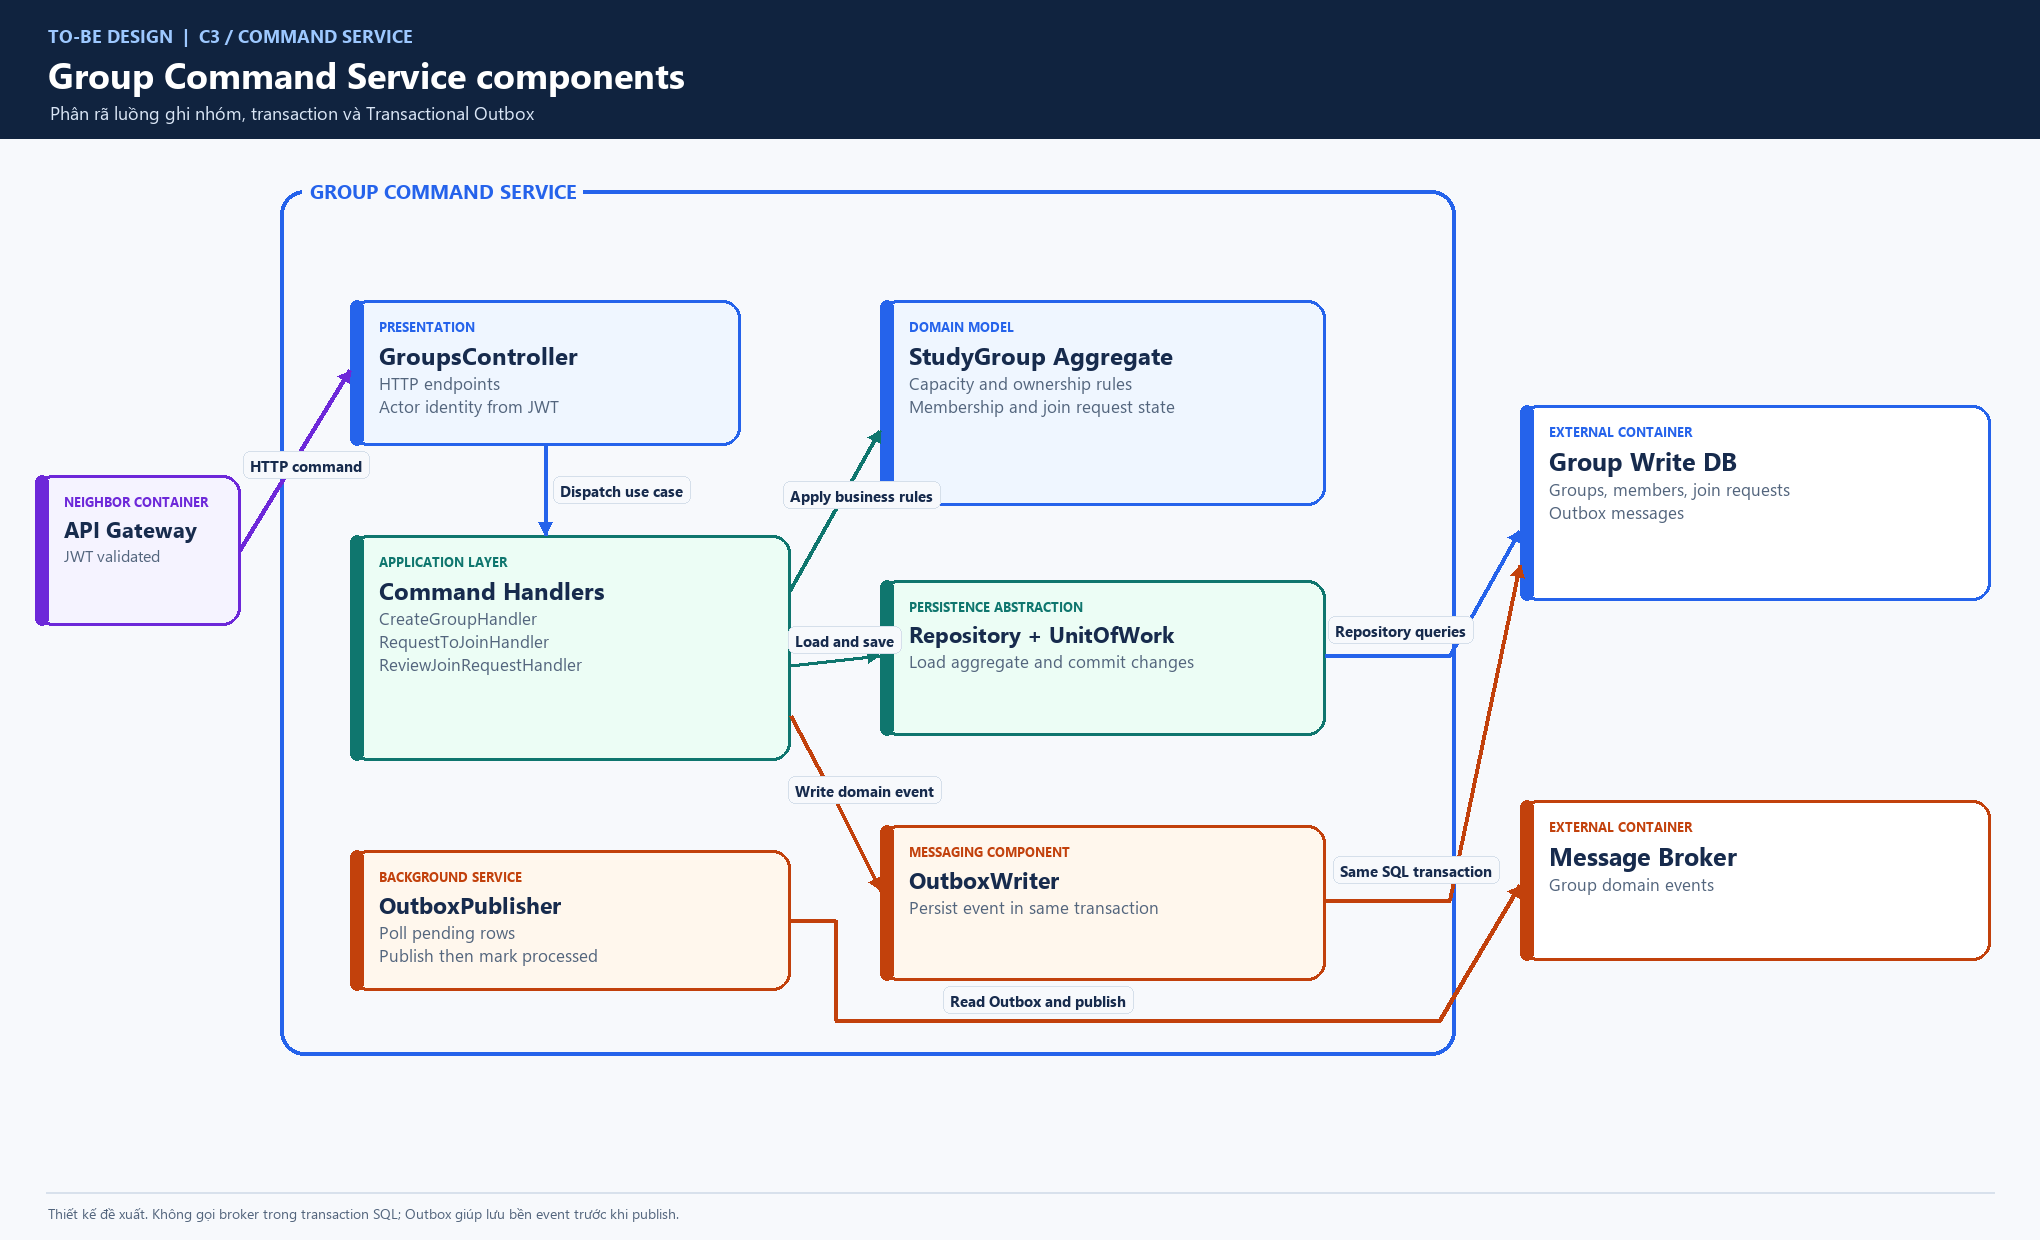 TO-BE DESIGN | C3 / COMMAND SERVICE
Group Command Service components
Phân rã luồng ghi nhóm, transaction và Transactional Outbox
GROUP COMMAND SERVICE
PRESENTATION
GroupsController
HTTP endpoints
Actor identity from JWT
DOMAIN MODEL
StudyGroup Aggregate
Capacity and ownership rules
Membership and join request state
EXTERNAL CONTAINER
Group Write DB
Groups, members, join requests
Outbox messages
HTTP command
NEIGHBOR CONTAINER
API Gateway
JWT validated
Dispatch use case
Apply business rules
APPLICATION LAYER
Command Handlers
CreateGroupHandler
RequestToJoinHandler
ReviewJoinRequestHandler
Load and save
PERSISTENCE ABSTRACTION
Repository + UnitOfWork
Load aggregate and commit changes
Repository queries
Write domain event
BACKGROUND SERVICE
OutboxPublisher
Poll pending rows
Publish then mark processed
MESSAGING COMPONENT
OutboxWriter
Persist event in same transaction
Same SQL transaction
EXTERNAL CONTAINER
Message Broker
Group domain events
Read Outbox and publish
Thiết kế đề xuất. Không gọi broker trong transaction SQL; Outbox giúp lưu bền event trước khi publish.